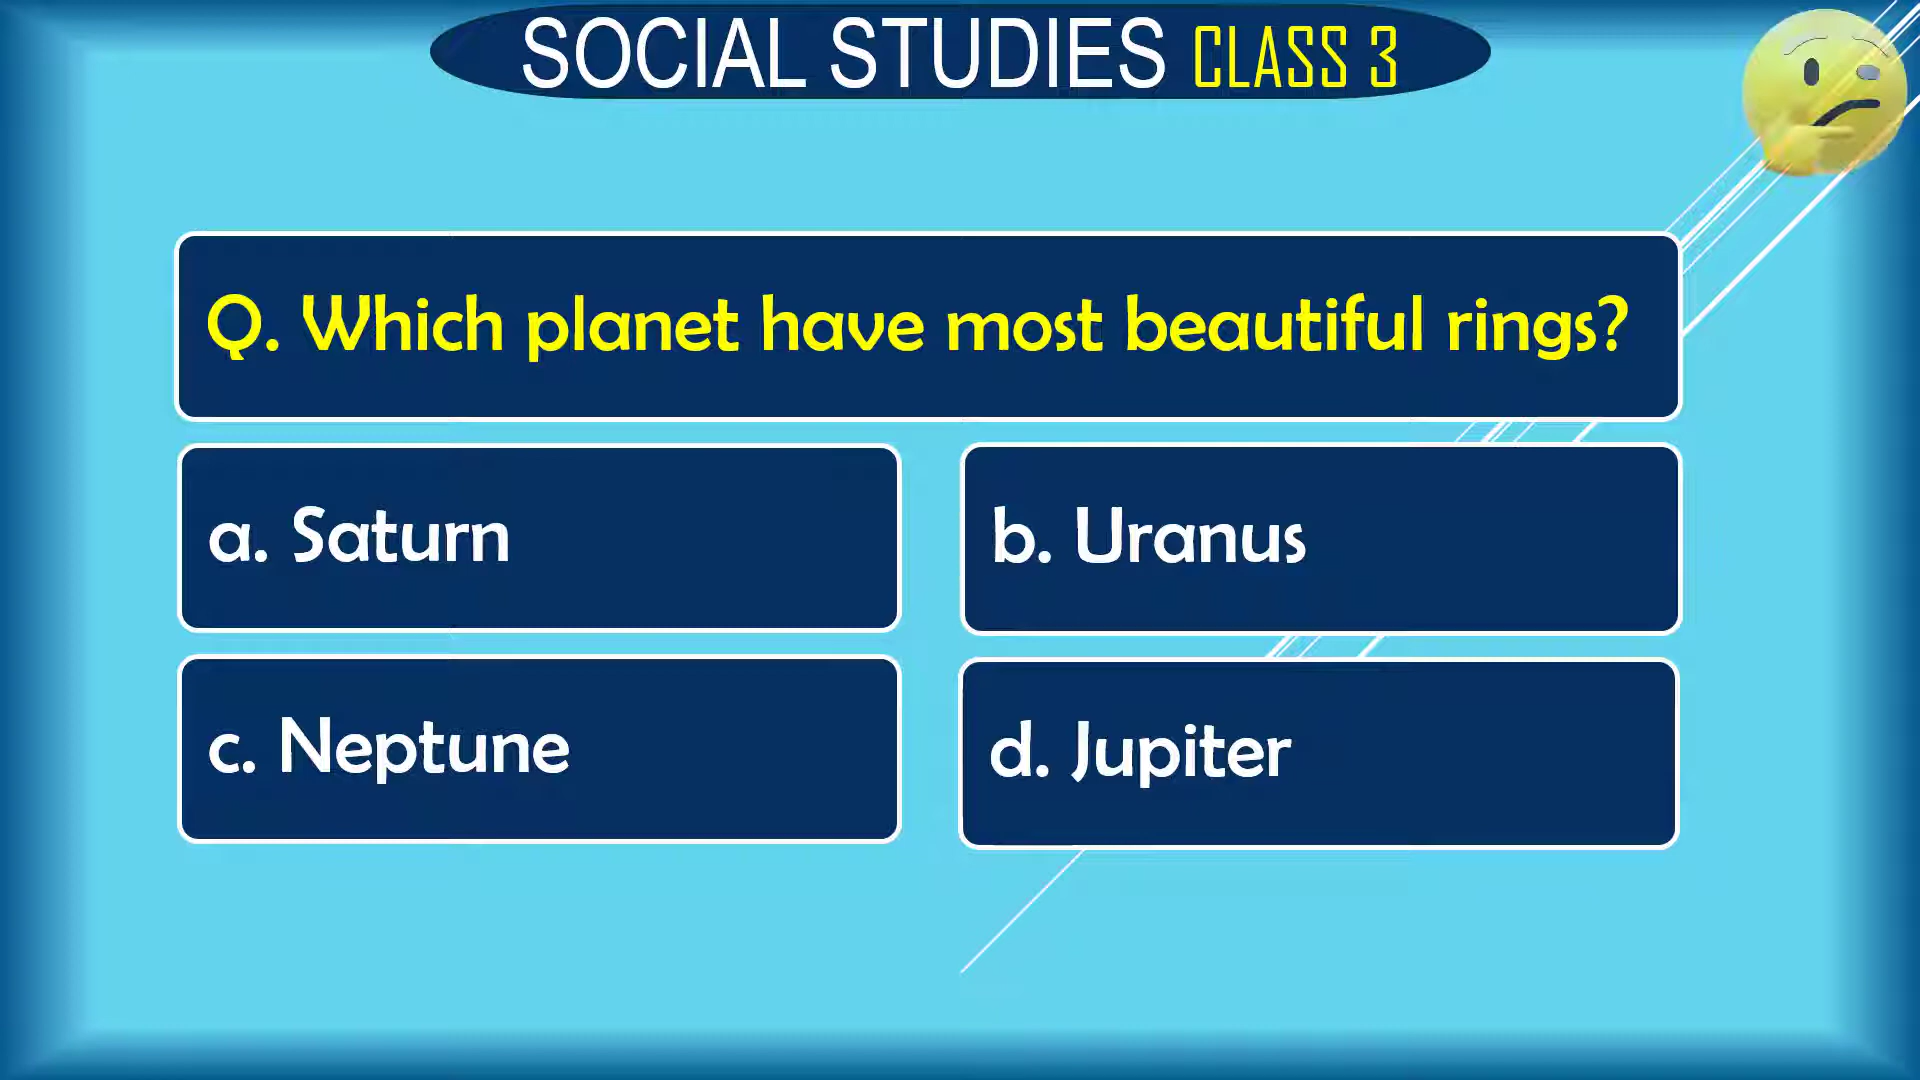 SOCIAL STUDIES CLASS 3
Q. Which planet have most beautiful rings?
a. Saturn
b. Uranus
c. Neptune
d. Jupiter